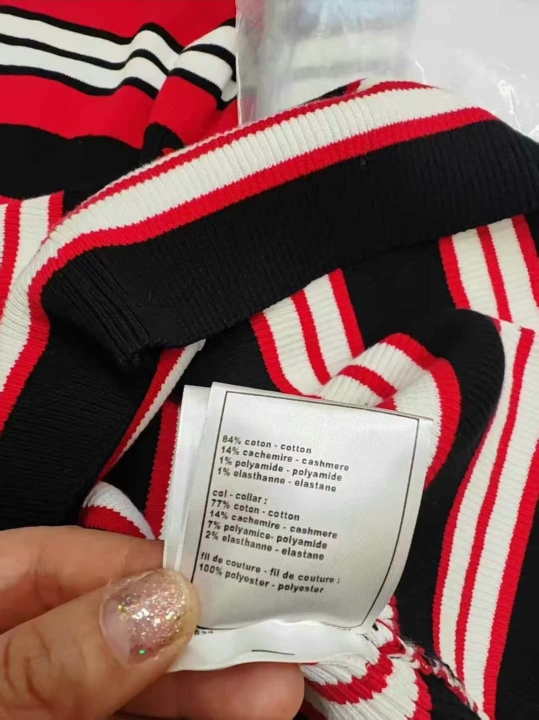 84% coton - cotton
14% cachemire - cashmere
1% polyamide - polyamide
1% elasthanne - elastane
col - collar :
77% coton - cotton
14% cachemire - cashmere
7% polyamice- polyamide
2% elasthanne - elastane
fil de couture - fil de couture :
100% polyester - polyester